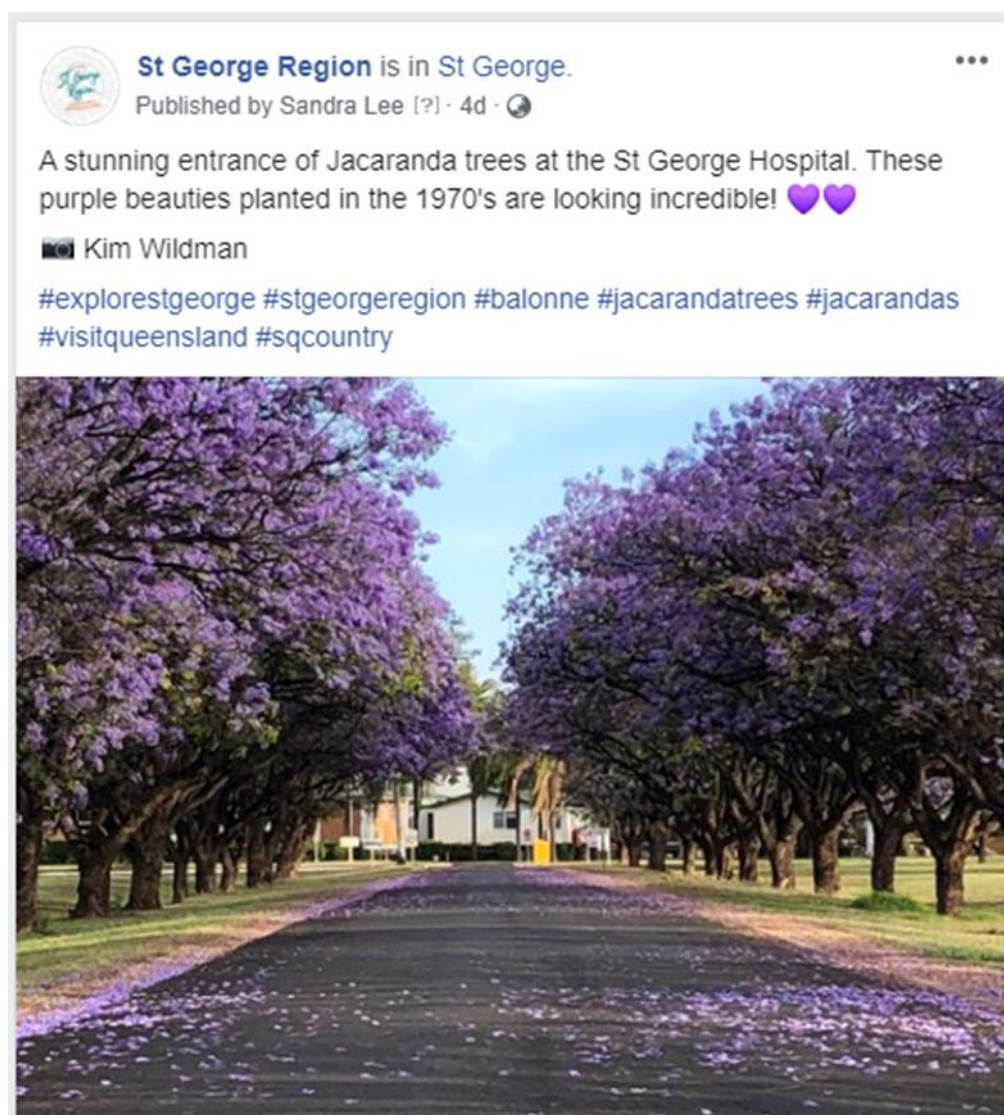 St George Region is in St George.
Published by Sandra Lee [?] · 4d ·
A stunning entrance of Jacaranda trees at the St George Hospital. These
purple beauties planted in the 1970's are looking incredible! 💜💜
📷 Kim Wildman
#explorestgeorge #stgeorgeregion #balonne #jacarandatrees #jacarandas
#visitqueensland #sqcountry